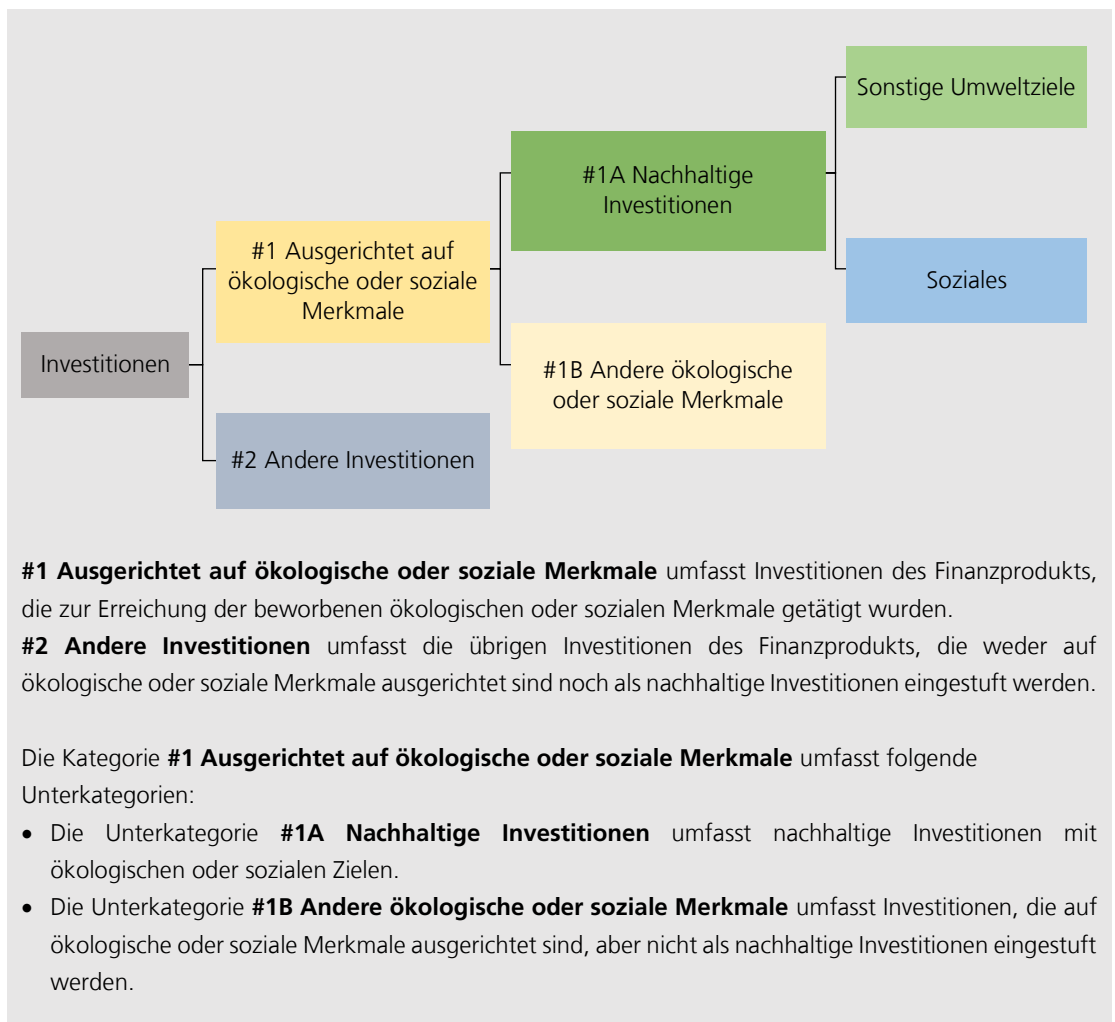 Sonstige Umweltziele
#1A Nachhaltige
Investitionen
#1 Ausgerichtet auf
ökologische oder soziale
Merkmale
Soziales
Investitionen
#1B Andere ökologische
oder soziale Merkmale
#2 Andere Investitionen
#1 Ausgerichtet auf ökologische oder soziale Merkmale umfasst Investitionen des Finanzprodukts,
die zur Erreichung der beworbenen ökologischen oder sozialen Merkmale getätigt wurden.
#2 Andere Investitionen umfasst die übrigen Investitionen des Finanzprodukts, die weder auf
ökologische oder soziale Merkmale ausgerichtet sind noch als nachhaltige Investitionen eingestuft werden.
Die Kategorie #1 Ausgerichtet auf ökologische oder soziale Merkmale umfasst folgende
Unterkategorien:
• Die Unterkategorie #1A Nachhaltige Investitionen umfasst nachhaltige Investitionen mit
ökologischen oder sozialen Zielen.
• Die Unterkategorie #1B Andere ökologische oder soziale Merkmale umfasst Investitionen, die auf
ökologische oder soziale Merkmale ausgerichtet sind, aber nicht als nachhaltige Investitionen eingestuft
werden.